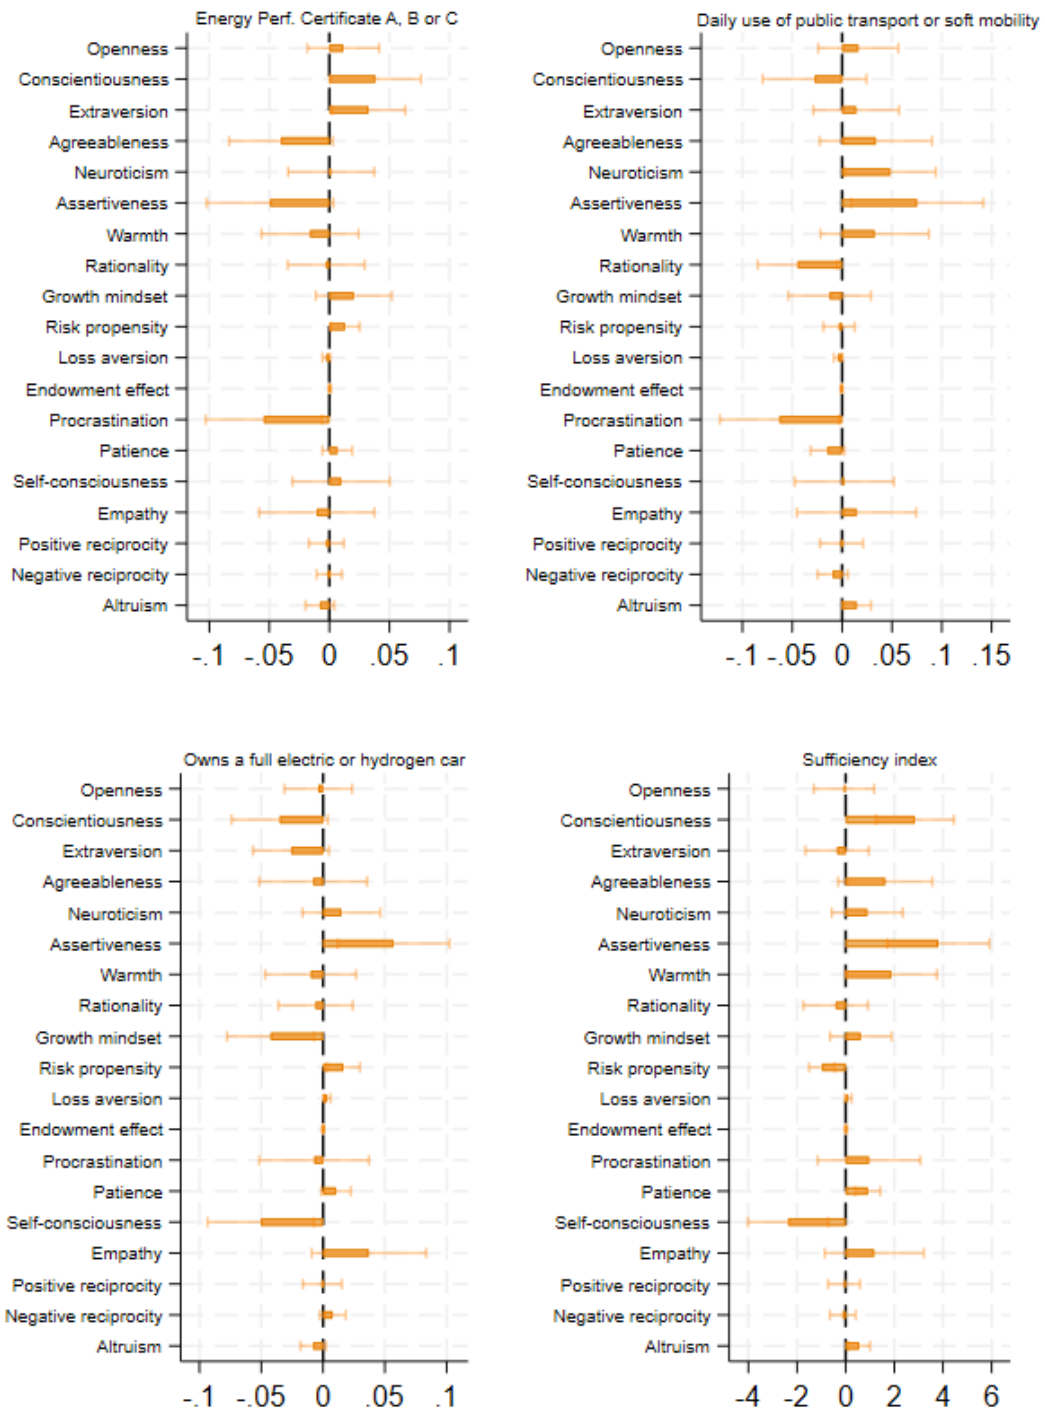 Energy Perf. Certificate A, B or C
Openness
Conscientiousness
Extraversion
Agreeableness
Neuroticism
Assertiveness
Warmth
Rationality
Growth mindset
Risk propensity
Loss aversion
Endowment effect
Procrastination
Patience
Self-consciousness
Empathy
Positive reciprocity
Negative reciprocity
Altruism
-.1 -.05 0 .05 .1
Daily use of public transport or soft mobility
Openness
Conscientiousness
Extraversion
Agreeableness
Neuroticism
Assertiveness
Warmth
Rationality
Growth mindset
Risk propensity
Loss aversion
Endowment effect
Procrastination
Patience
Self-consciousness
Empathy
Positive reciprocity
Negative reciprocity
Altruism
-.1 -.05 0 .05 .1 .15
Owns a full electric or hydrogen car
Openness
Conscientiousness
Extraversion
Agreeableness
Neuroticism
Assertiveness
Warmth
Rationality
Growth mindset
Risk propensity
Loss aversion
Endowment effect
Procrastination
Patience
Self-consciousness
Empathy
Positive reciprocity
Negative reciprocity
Altruism
-.1 -.05 0 .05 .1
Sufficiency index
Openness
Conscientiousness
Extraversion
Agreeableness
Neuroticism
Assertiveness
Warmth
Rationality
Growth mindset
Risk propensity
Loss aversion
Endowment effect
Procrastination
Patience
Self-consciousness
Empathy
Positive reciprocity
Negative reciprocity
Altruism
-4 -2 0 2 4 6